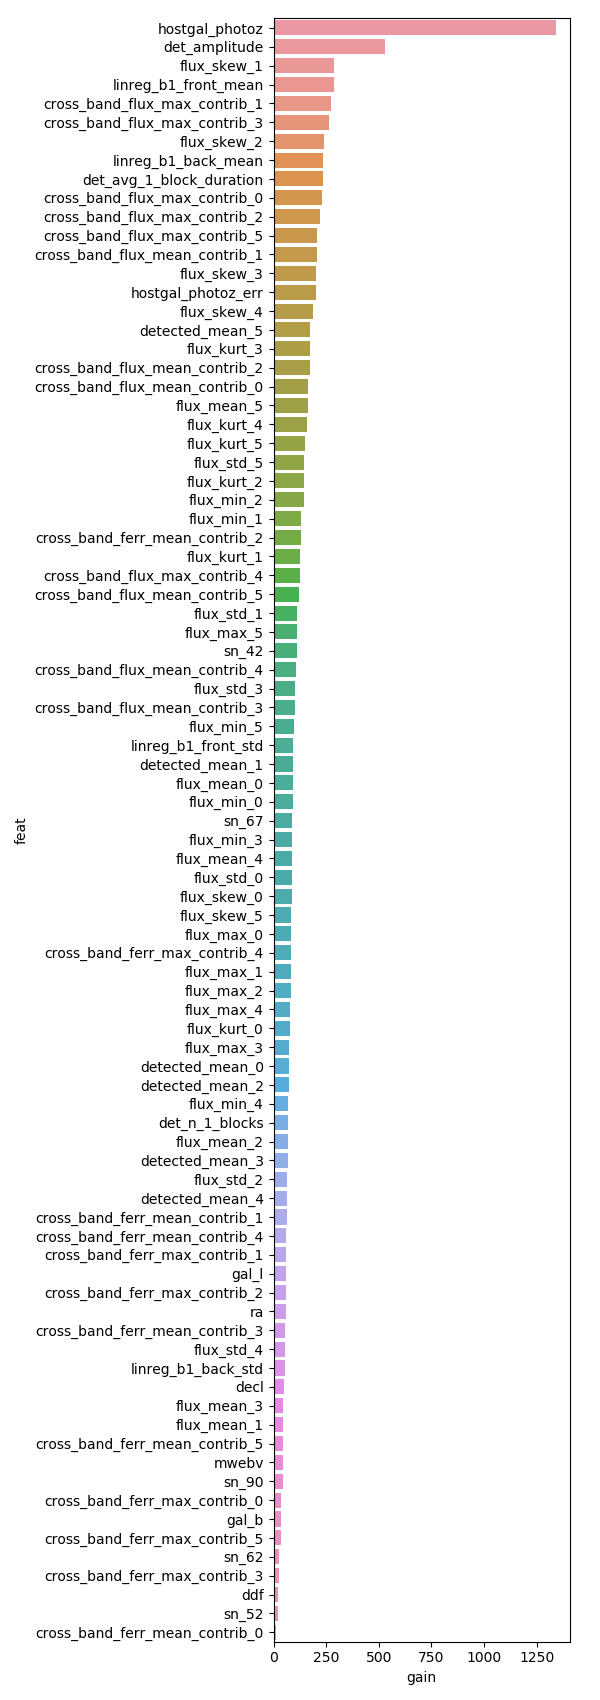 hostgal_photoz
det_amplitude
flux_skew_1
linreg_b1_front_mean
cross_band_flux_max_contrib_1
cross_band_flux_max_contrib_3
flux_skew_2
linreg_b1_back_mean
det_avg_1_block_duration
cross_band_flux_max_contrib_0
cross_band_flux_max_contrib_2
cross_band_flux_max_contrib_5
cross_band_flux_mean_contrib_1
flux_skew_3
hostgal_photoz_err
flux_skew_4
detected_mean_5
flux_kurt_3
cross_band_flux_mean_contrib_2
cross_band_flux_mean_contrib_0
flux_mean_5
flux_kurt_4
flux_kurt_5
flux_std_5
flux_kurt_2
flux_min_2
flux_min_1
cross_band_ferr_mean_contrib_2
flux_kurt_1
cross_band_flux_max_contrib_4
cross_band_flux_mean_contrib_5
flux_std_1
flux_max_5
sn_42
cross_band_flux_mean_contrib_4
flux_std_3
cross_band_flux_mean_contrib_3
flux_min_5
linreg_b1_front_std
detected_mean_1
flux_mean_0
flux_min_0
sn_67
flux_min_3
flux_mean_4
flux_std_0
flux_skew_0
flux_skew_5
flux_max_0
cross_band_ferr_max_contrib_4
flux_max_1
flux_max_2
flux_max_4
flux_kurt_0
flux_max_3
detected_mean_0
detected_mean_2
flux_min_4
det_n_1_blocks
flux_mean_2
detected_mean_3
flux_std_2
detected_mean_4
cross_band_ferr_mean_contrib_1
cross_band_ferr_mean_contrib_4
cross_band_ferr_max_contrib_1
gal_l
cross_band_ferr_max_contrib_2
ra
cross_band_ferr_mean_contrib_3
flux_std_4
linreg_b1_back_std
decl
flux_mean_3
flux_mean_1
cross_band_ferr_mean_contrib_5
mwebv
sn_90
cross_band_ferr_max_contrib_0
gal_b
cross_band_ferr_max_contrib_5
sn_62
cross_band_ferr_max_contrib_3
ddf
sn_52
cross_band_ferr_mean_contrib_0
feat
0 250 500 750 1000 1250
gain